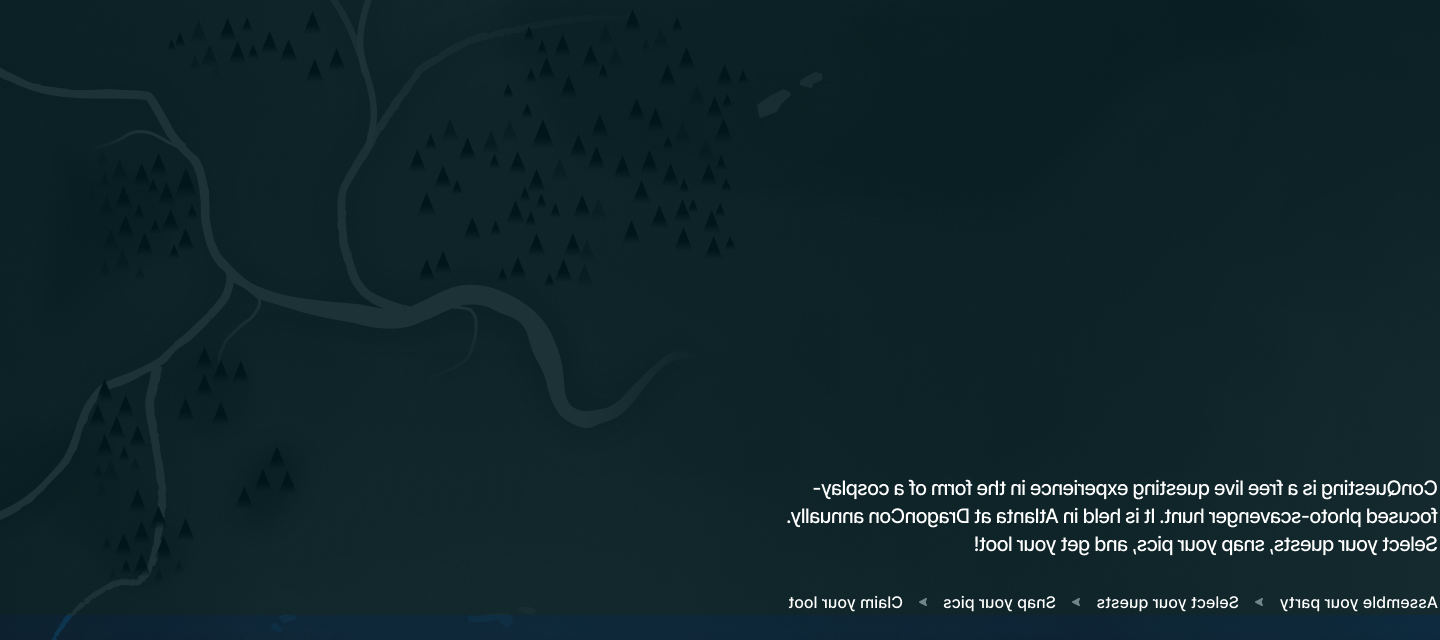 ConQuesting is a free live questing experience in the form of a cosplay-
focused photo-scavenger hunt. It is held in Atlanta at DragonCon annually.
Select your quests, snap your pics, and get your loot!
Assemble your party ➤ Select your quests ➤ Snap your pics ➤ Claim your loot